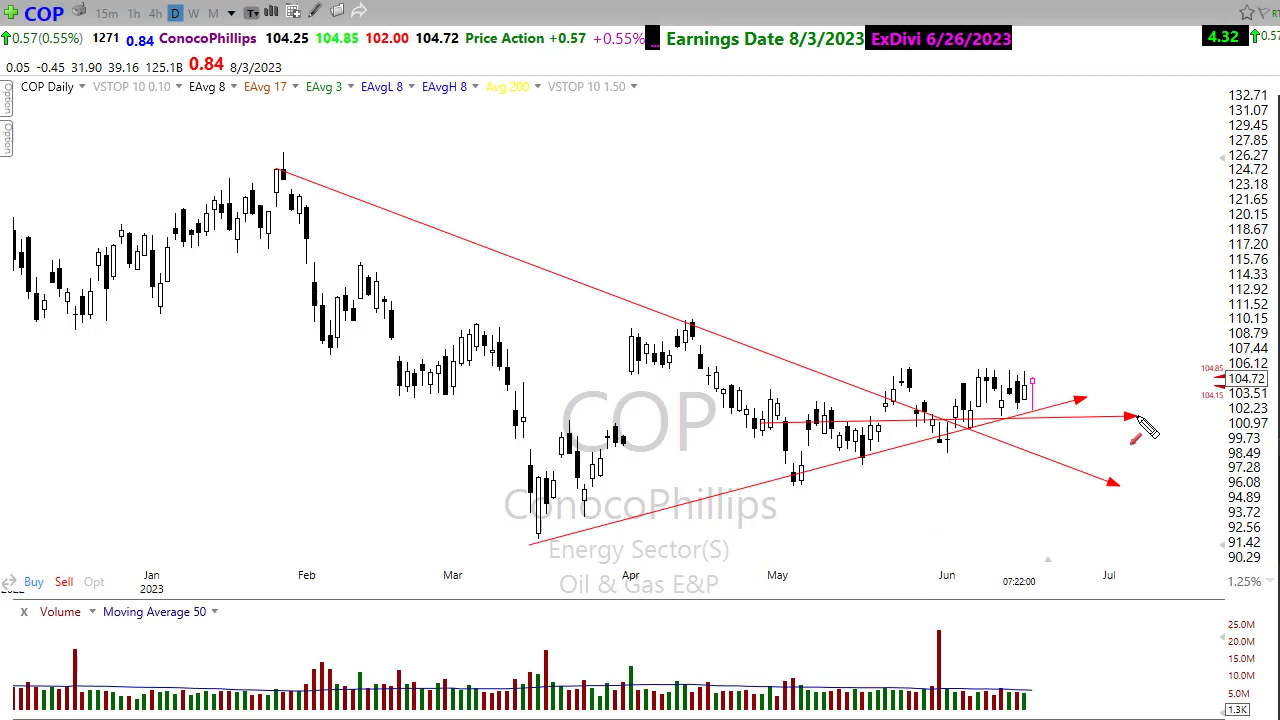 COP 15m 1h 4h D W M T
0.57(0.55%) 1271 0.84 ConocoPhillips 104.25 104.85 102.00 104.72 Price Action +0.57 +0.55% ... Earnings Date 8/3/2023 ExDivi 6/26/2023 4.32 0.57
0.05 -0.45 31.90 39.16 125.1B 0.84 8/3/2023
COP Daily VSTOP 10 0.10 EAvg 8 EAvg 17 EAvg 3 EAvgL 8 EAvgH 8 Avg 200 VSTOP 10 1.50
Option
Option
132.71
131.07
129.45
127.85
126.27
124.72
123.18
121.65
120.15
118.67
117.20
115.76
114.33
112.92
111.52
110.15
108.79
107.44
106.12
104.85
104.72
104.15
103.51
102.23
100.97
99.73
98.49
97.28
96.08
94.89
93.72
92.56
91.42
90.29
COP
ConocoPhillips
Energy Sector(S)
Oil & Gas E&P
Jan Feb Mar Apr May Jun Jul
2023 07:22:00
Buy Sell Opt 1.25%
x Volume Moving Average 50
25.0M
20.0M
15.0M
10.0M
5.0M
1.3K